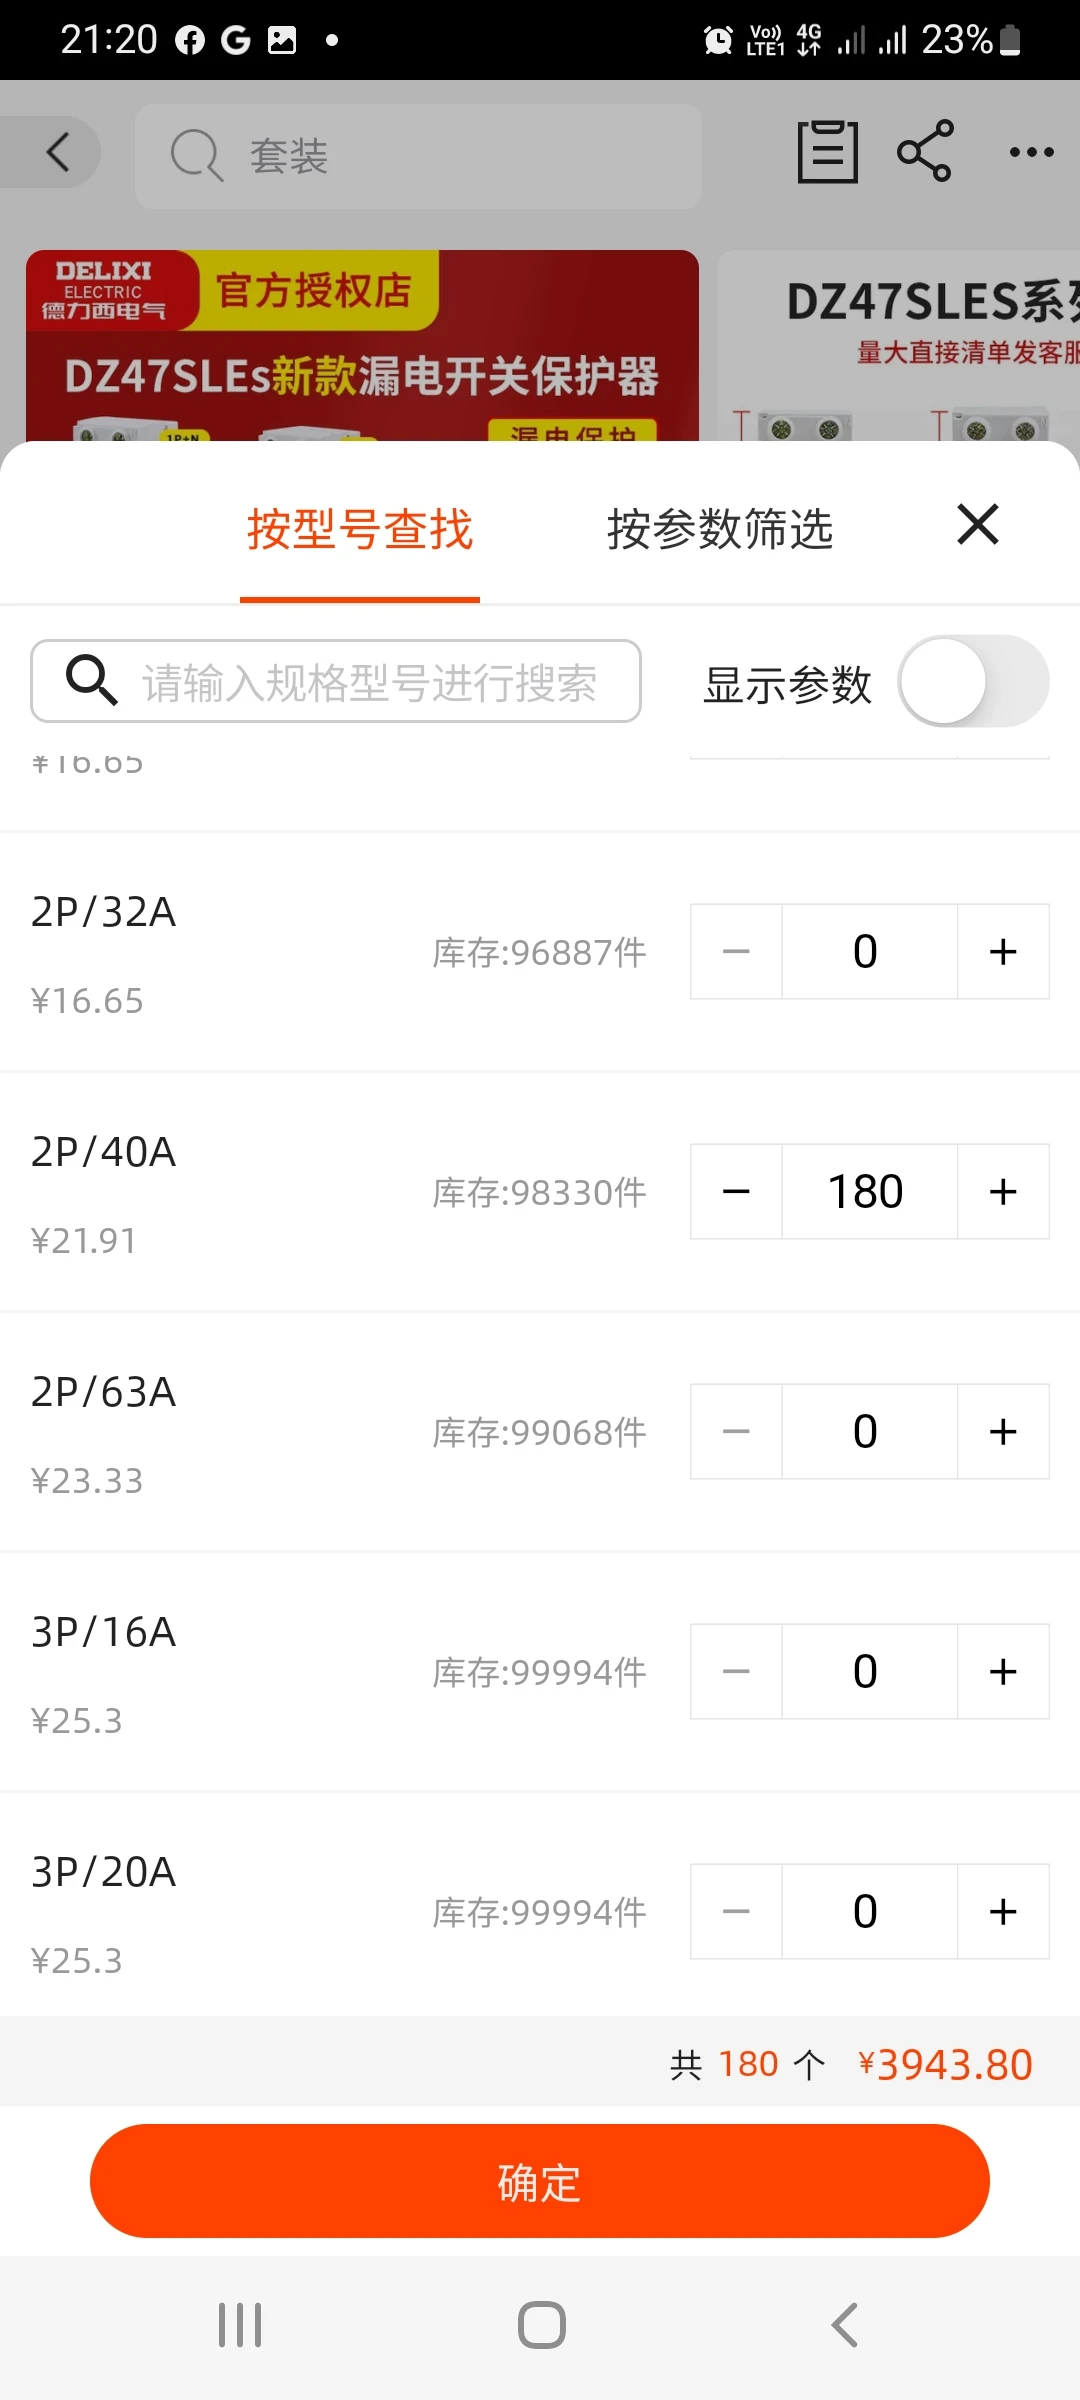 21:20
Vo)) LTE1 4G 23%
套装
DELIXI
ELECTRIC
德力西电气
官方授权店
DZ47SLEs新款漏电开关保护器
1P+N
漏电保护
DZ47SLES系列
量大直接清单发客服
按型号查找 按参数筛选
请输入规格型号进行搜索 显示参数
¥16.65
2P/32A
库存:96887件 0
¥16.65
2P/40A
库存:98330件 180
¥21.91
2P/63A
库存:99068件 0
¥23.33
3P/16A
库存:99994件 0
¥25.3
3P/20A
库存:99994件 0
¥25.3
共 180 个 ¥3943.80
确定